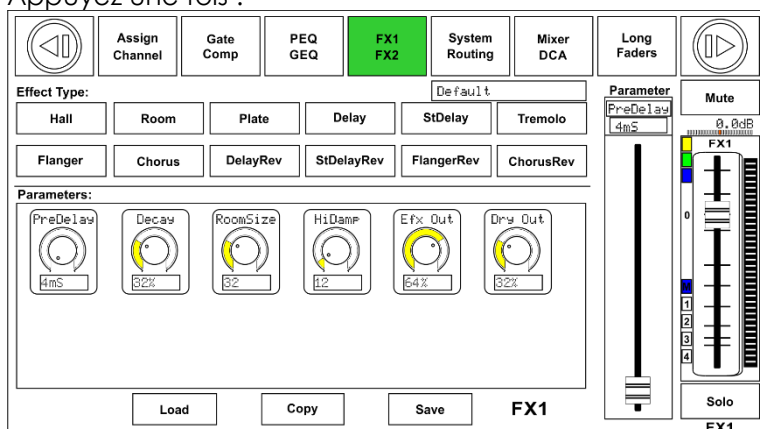 Appuyez une fois .
Assign Channel
Gate Comp
PEQ GEQ
FX1 FX2
System Routing
Mixer DCA
Long Faders
Effect Type:
Default
Hall
Room
Plate
Delay
StDelay
Tremolo
Flanger
Chorus
DelayRev
StDelayRev
FlangerRev
ChorusRev
Parameters:
PreDelay
4mS
Decay
32%
RoomSize
32
HiDamp
12
Efx Out
64%
Dry Out
32%
Load
Copy
Save
FX1
Parameter
PreDelay
4mS
Mute
0.0dB
FX1
0
M
1
2
3
4
Solo
FX1